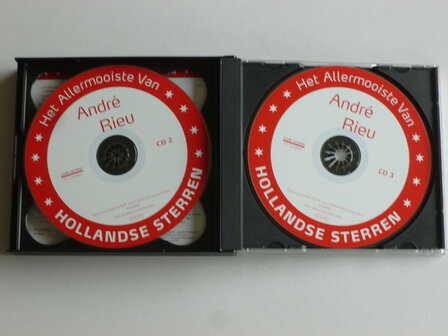 Het Allermooiste Van
André
Rieu
CD 2
HOLLANDSE STERREN
Het Allermooiste Van
André
Rieu
CD 3
HOLLANDSE STERREN